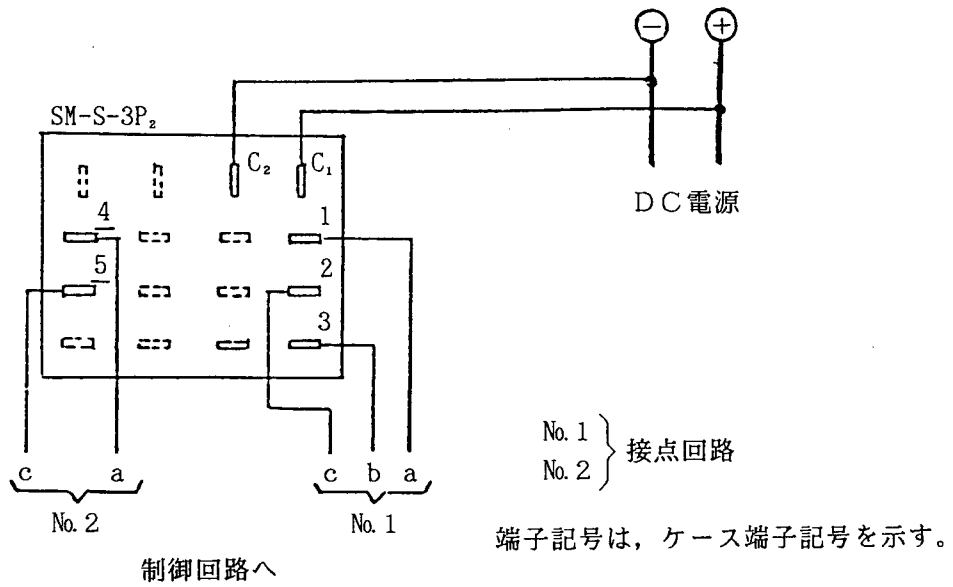 − +
SM-S-3P₂
C₂ C₁
DC電源
4 1
5 2
3
c a c b a
No.2 No.1
制御回路へ
No.1
No.2
接点回路
端子記号は，ケース端子記号を示す。